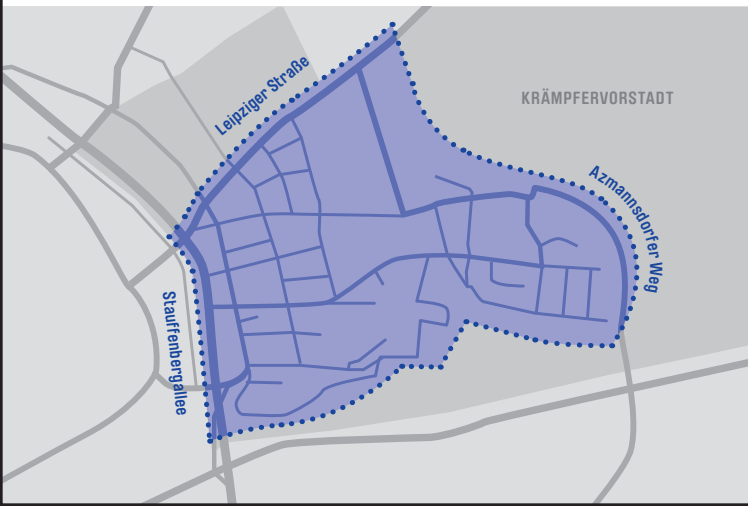 Leipziger Straße
KRÄMPFERVORSTADT
Azmannsdorfer Weg
Stauffenbergallee